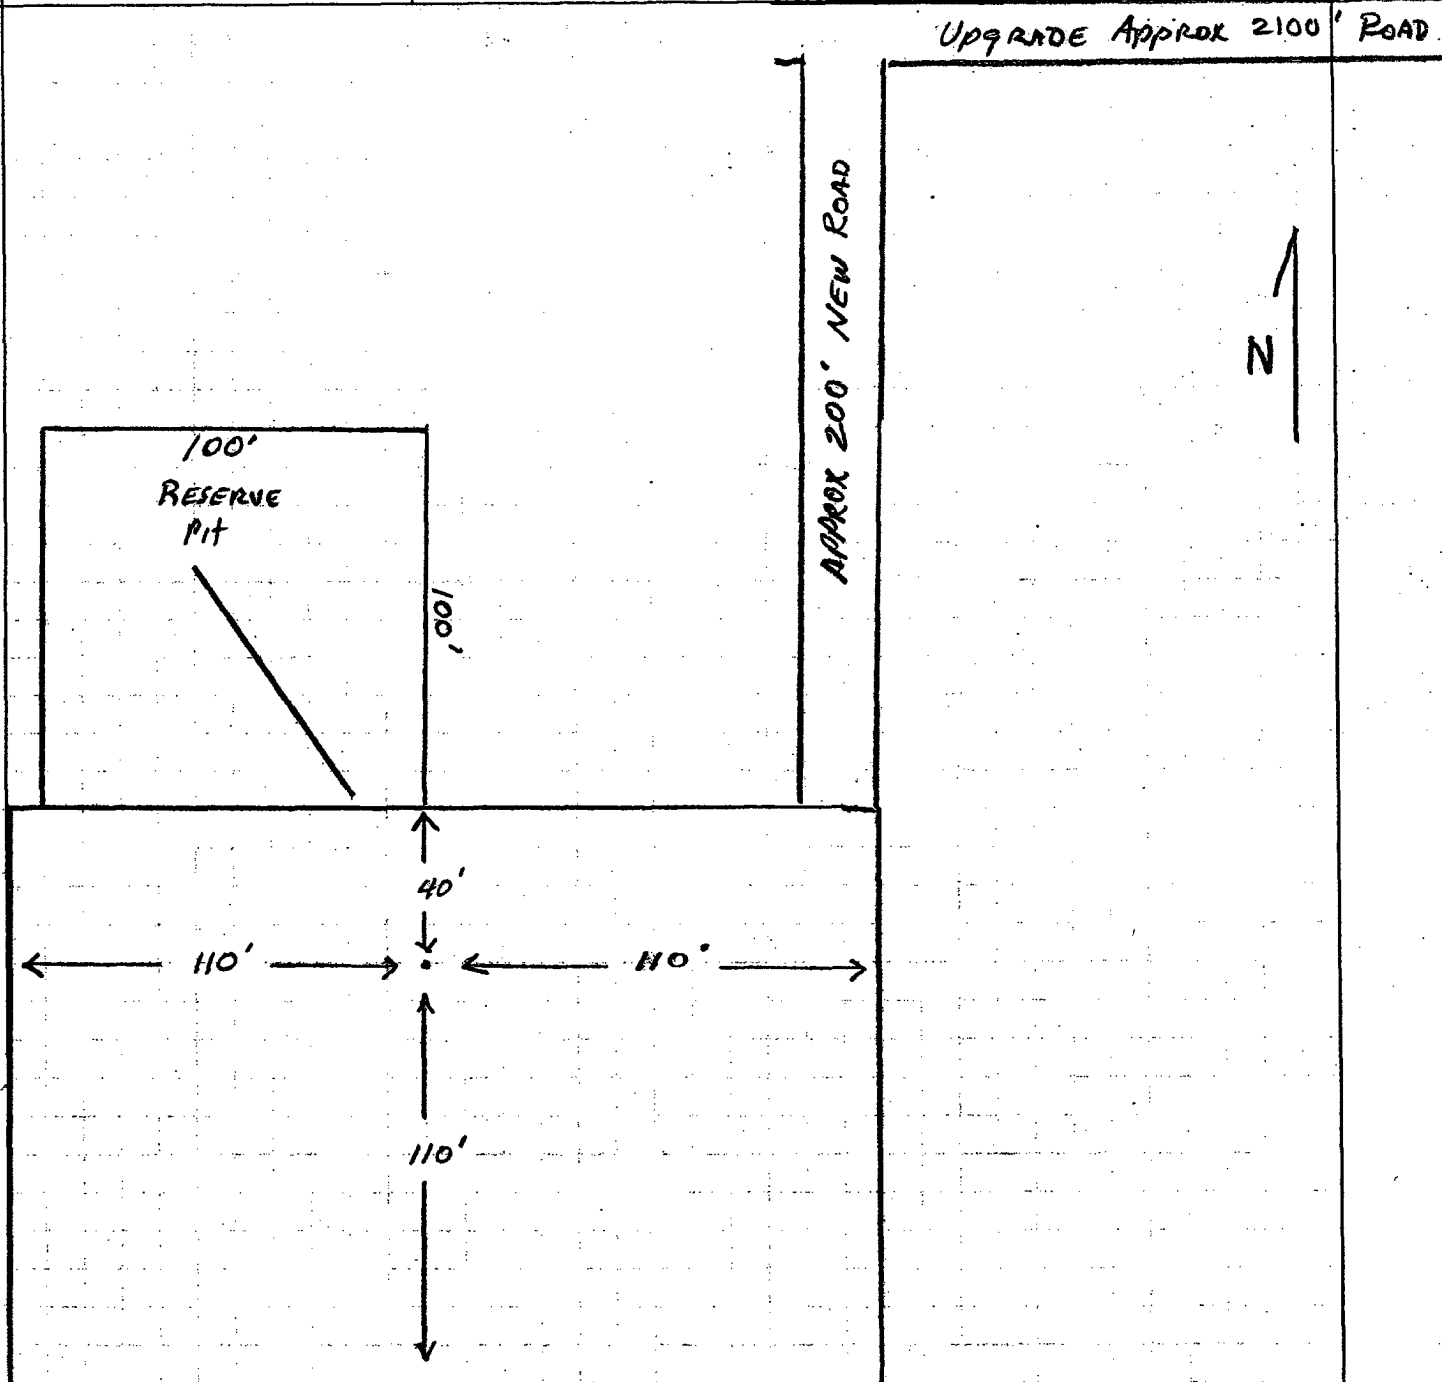 UPGRADE APPROX 2100' ROAD
APPROX 200' NEW ROAD
N
100'
RESERVE
Pit
100'
40'
110'
110'
110'